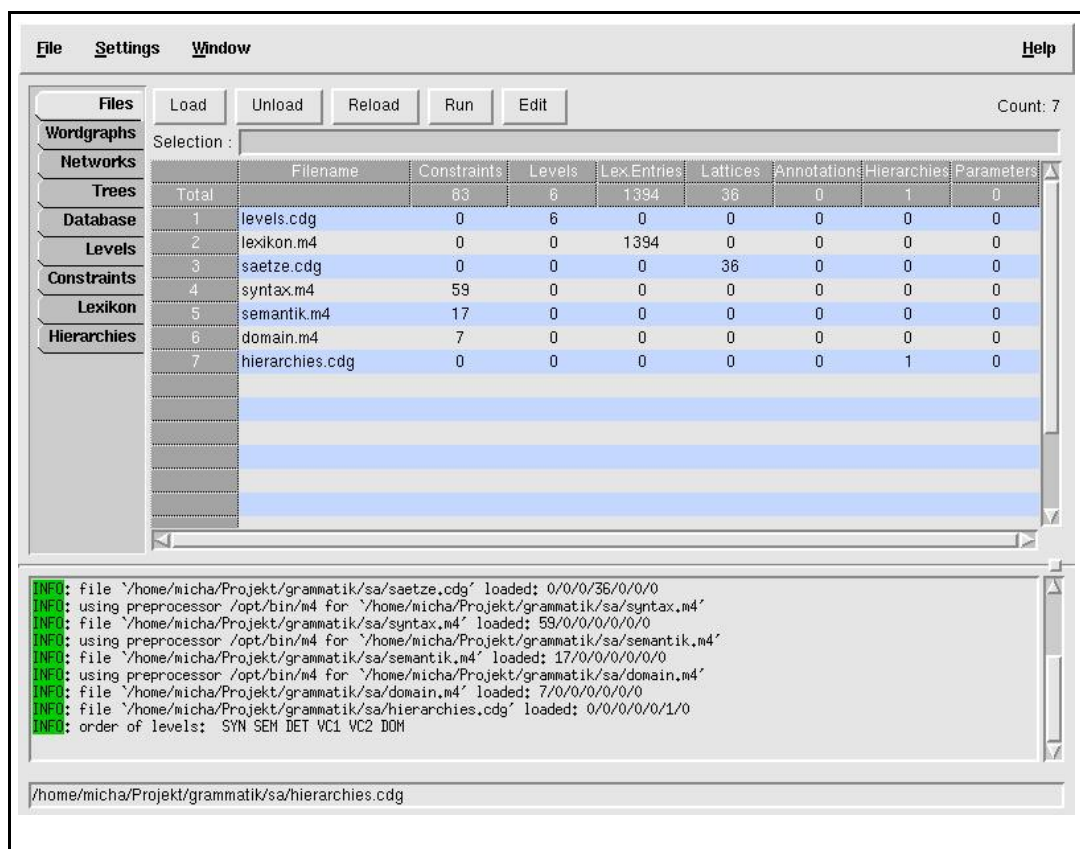 File Settings Window Help
Files
Wordgraphs
Networks
Trees
Database
Levels
Constraints
Lexikon
Hierarchies
Load Unload Reload Run Edit Count: 7
Selection :
Filename Constraints Levels Lex.Entries Lattices Annotations Hierarchies Parameters
Total 83 6 1394 36 0 1 0
1 levels.cdg 0 6 0 0 0 0 0
2 lexikon.m4 0 0 1394 0 0 0 0
3 saetze.cdg 0 0 0 36 0 0 0
4 syntax.m4 59 0 0 0 0 0 0
5 semantik.m4 17 0 0 0 0 0 0
6 domain.m4 7 0 0 0 0 0 0
7 hierarchies.cdg 0 0 0 0 0 1 0
INFO: file `/home/micha/Projekt/grammatik/sa/saetze.cdg' loaded: 0/0/0/36/0/0/0
INFO: using preprocessor /opt/bin/m4 for `/home/micha/Projekt/grammatik/sa/syntax.m4'
INFO: file `/home/micha/Projekt/grammatik/sa/syntax.m4' loaded: 59/0/0/0/0/0/0
INFO: using preprocessor /opt/bin/m4 for `/home/micha/Projekt/grammatik/sa/semantik.m4'
INFO: file `/home/micha/Projekt/grammatik/sa/semantik.m4' loaded: 17/0/0/0/0/0/0
INFO: using preprocessor /opt/bin/m4 for `/home/micha/Projekt/grammatik/sa/domain.m4'
INFO: file `/home/micha/Projekt/grammatik/sa/domain.m4' loaded: 7/0/0/0/0/0/0
INFO: file `/home/micha/Projekt/grammatik/sa/hierarchies.cdg' loaded: 0/0/0/0/0/1/0
INFO: order of levels: SYN SEM DET VC1 VC2 DOM
/home/micha/Projekt/grammatik/sa/hierarchies.cdg